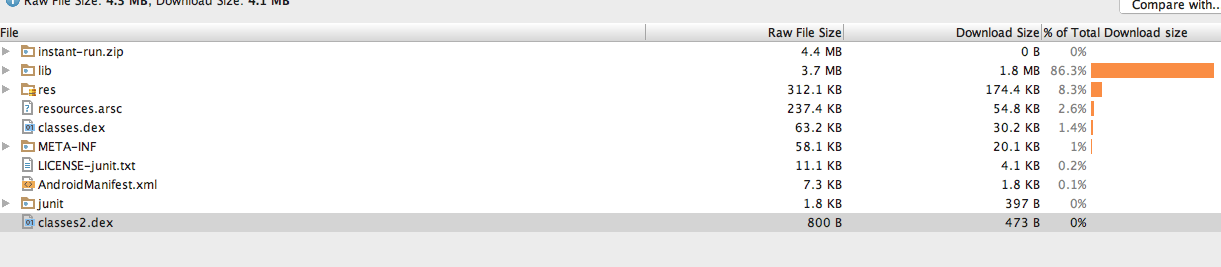 Raw File Size: 4.5 MB, Download Size: 4.1 MB
Compare with...
File Raw File Size Download Size % of Total Download size
instant-run.zip 4.4 MB 0 B 0%
lib 3.7 MB 1.8 MB 86.3%
res 312.1 KB 174.4 KB 8.3%
resources.arsc 237.4 KB 54.8 KB 2.6%
classes.dex 63.2 KB 30.2 KB 1.4%
META-INF 58.1 KB 20.1 KB 1%
LICENSE-junit.txt 11.1 KB 4.1 KB 0.2%
AndroidManifest.xml 7.3 KB 1.8 KB 0.1%
junit 1.8 KB 397 B 0%
classes2.dex 800 B 473 B 0%